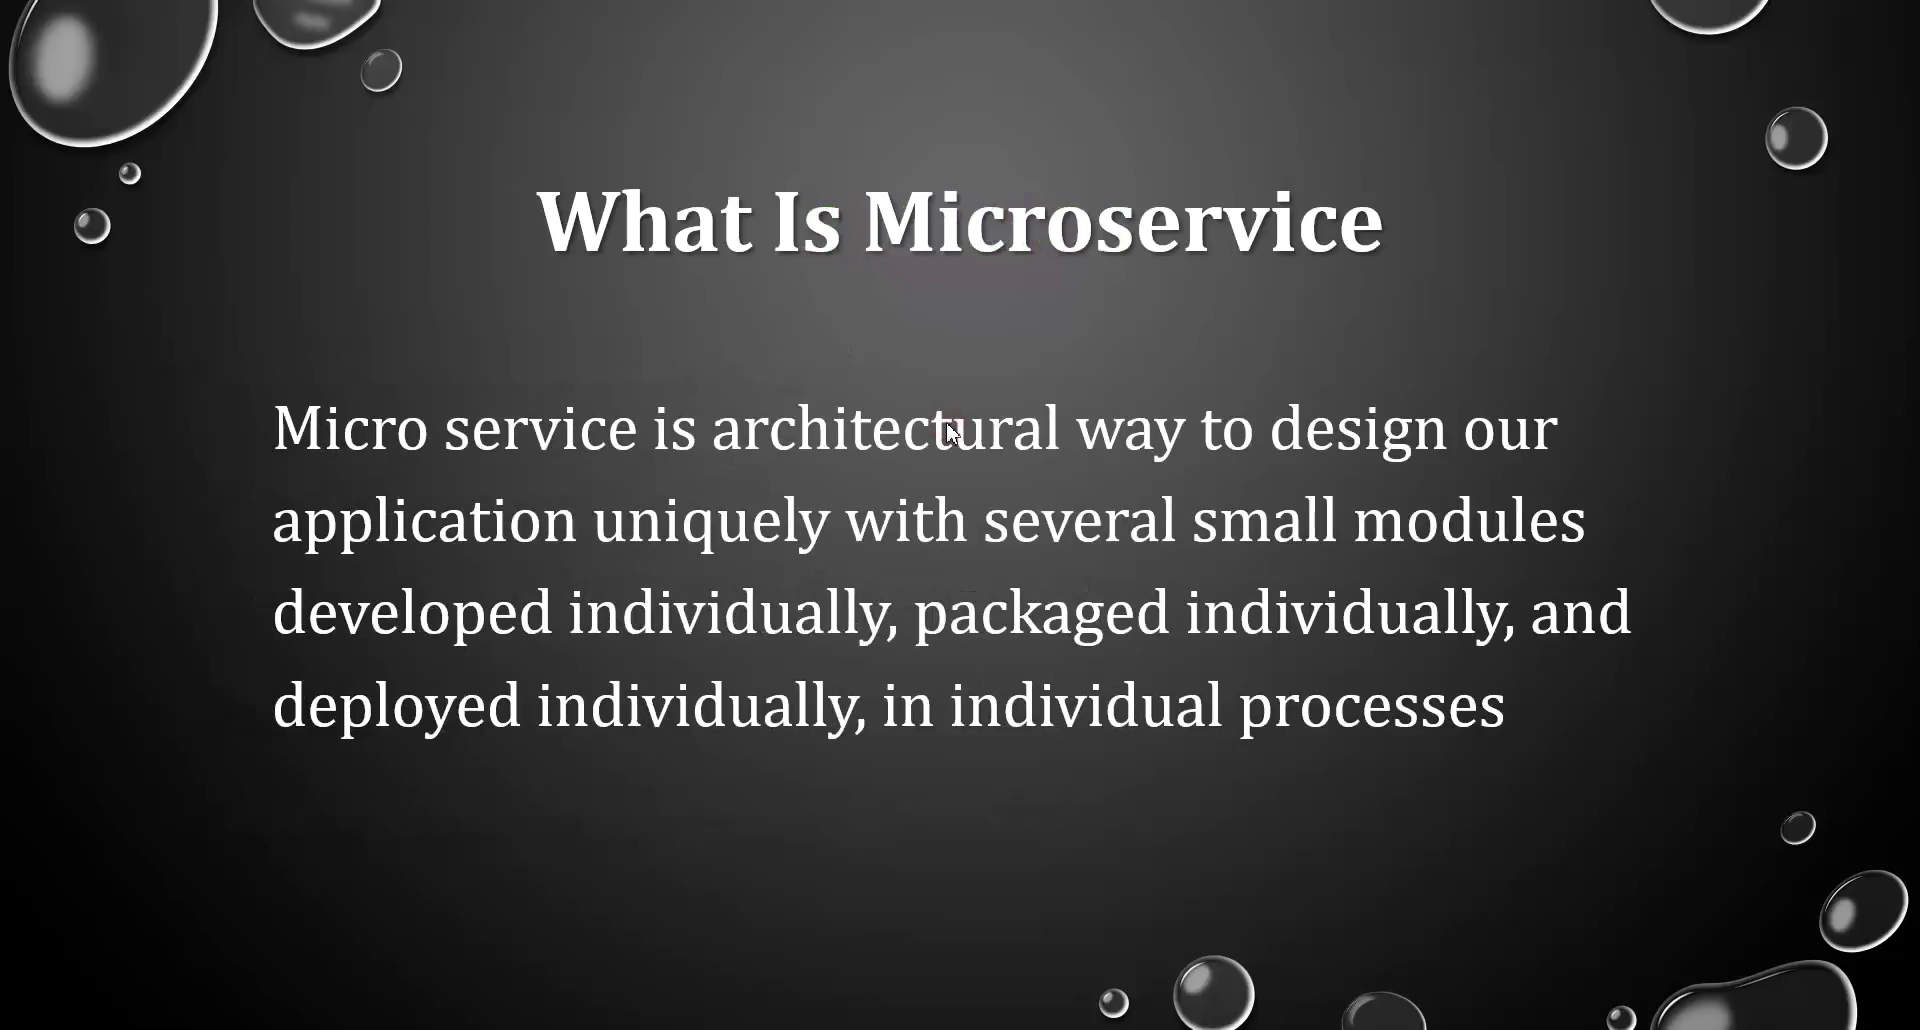 What Is Microservice
Micro service is architectural way to design our
application uniquely with several small modules
developed individually, packaged individually, and
deployed individually, in individual processes